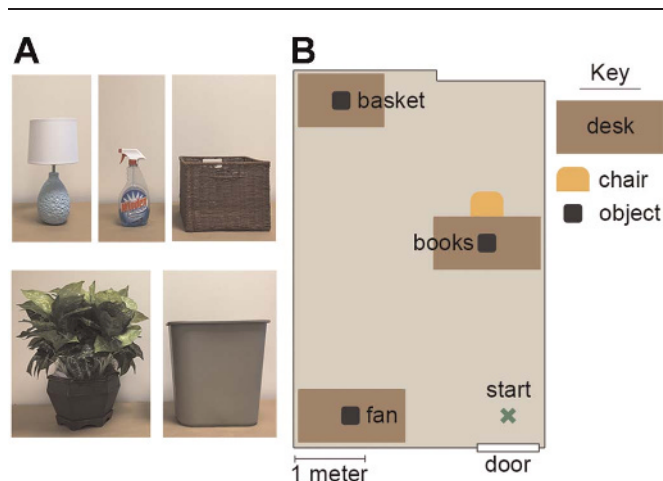 A
B
Key
basket
desk
chair
object
books
start
fan
door
1 meter